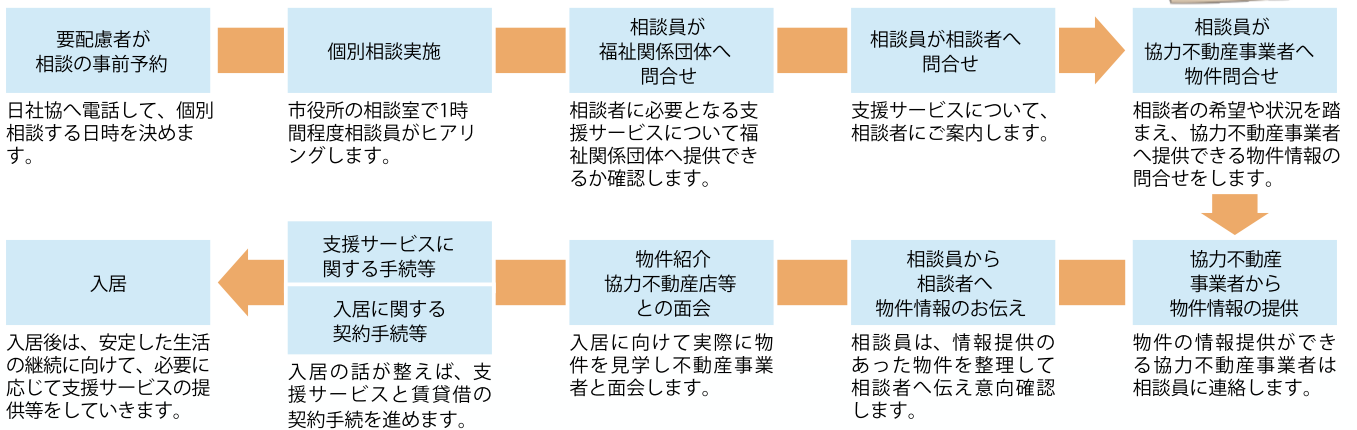 要配慮者が
相談の事前予約
日社協へ電話して、個別
相談する日時を決めま
す。
個別相談実施
市役所の相談室で1時
間程度相談員がヒアリ
ングします。
相談員が
福祉関係団体へ
問合せ
相談者に必要となる支
援サービスについて福
祉関係団体へ提供でき
るか確認します。
相談員が相談者へ
問合せ
支援サービスについて、
相談者にご案内します。
相談員が
協力不動産事業者へ
物件問合せ
相談者の希望や状況を踏
まえ、協力不動産事業者
へ提供できる物件情報の
問合せをします。
協力不動産
事業者から
物件情報の提供
物件の情報提供ができ
る協力不動産事業者は
相談員に連絡します。
相談員から
相談者へ
物件情報のお伝え
相談員は、情報提供の
あった物件を整理して
相談者へ伝え意向確認
します。
物件紹介
協力不動産店等
との面会
入居に向けて実際に物
件を見学し不動産事業
者と面会します。
支援サービスに
関する手続等
入居に関する
契約手続等
入居の話が整えば、支
援サービスと賃貸借の
契約手続を進めます。
入居
入居後は、安定した生活
の継続に向けて、必要に
応じて支援サービスの提
供等をしていきます。